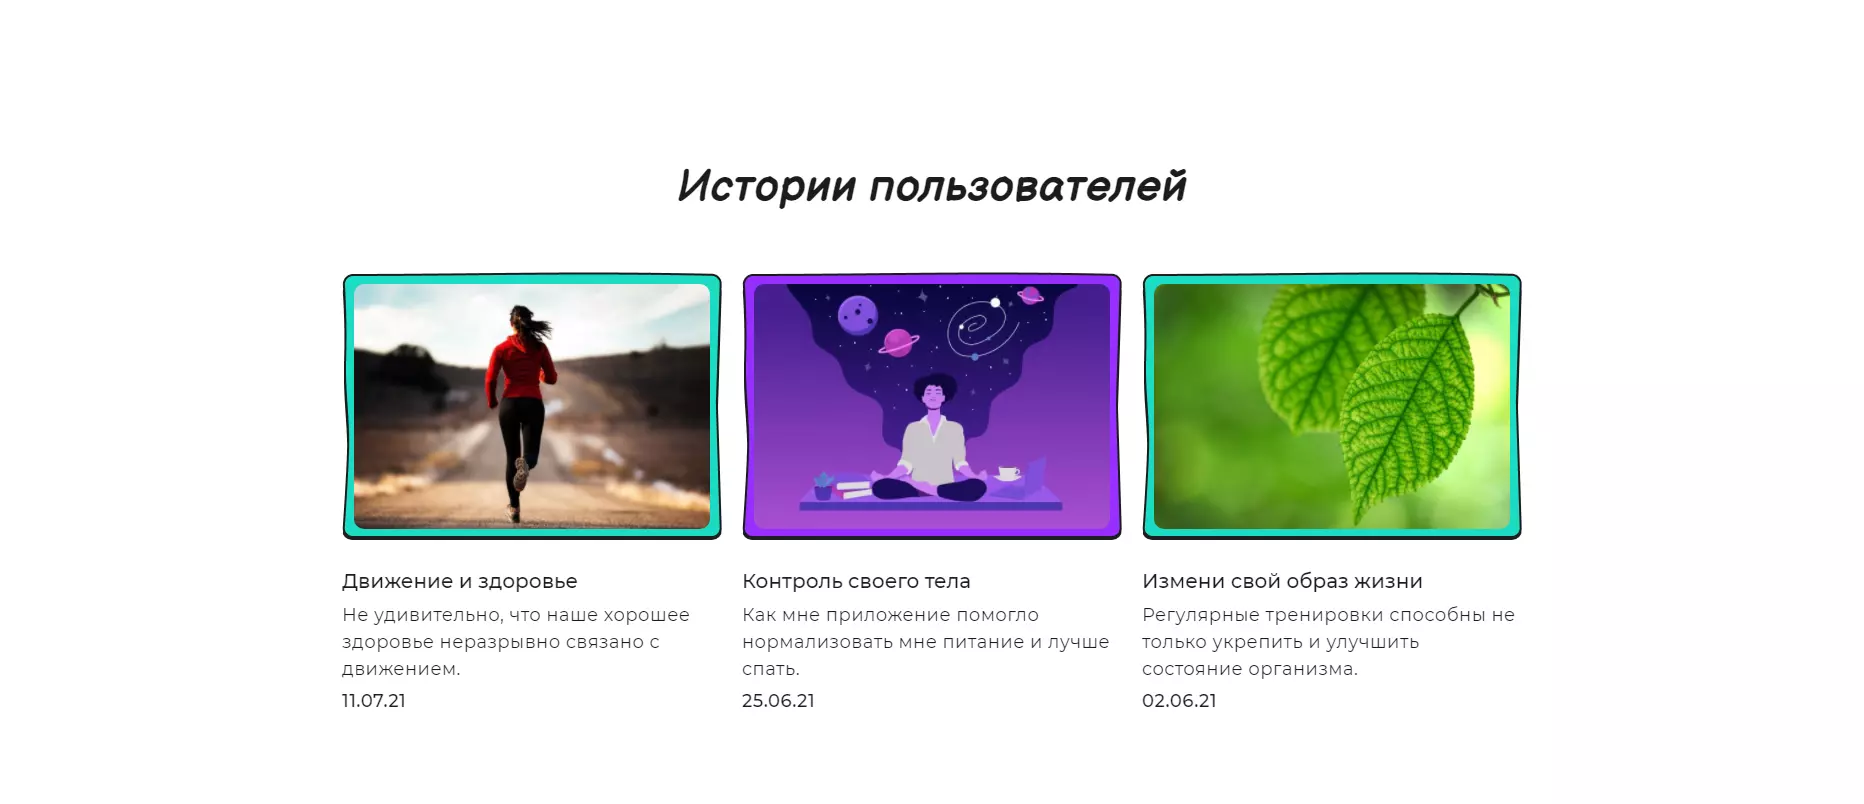 Истории пользователей
Движение и здоровье
Не удивительно, что наше хорошее
здоровье неразрывно связано с
движением.
11.07.21
Контроль своего тела
Как мне приложение помогло
нормализовать мне питание и лучше
спать.
25.06.21
Измени свой образ жизни
Регулярные тренировки способны не
только укрепить и улучшить
состояние организма.
02.06.21